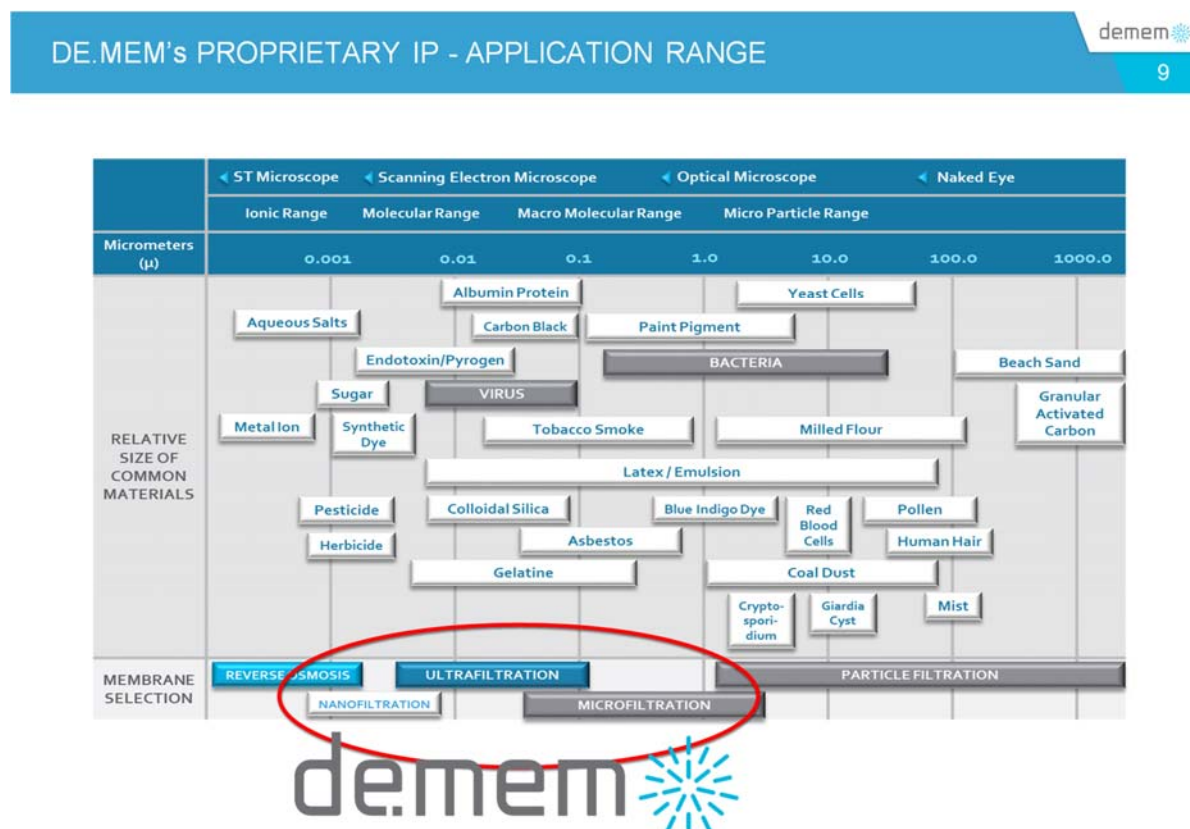 DE.MEM's PROPRIETARY IP - APPLICATION RANGE
demem
9
ST Microscope Scanning Electron Microscope Optical Microscope Naked Eye
Ionic Range Molecular Range Macro Molecular Range Micro Particle Range
Micrometers
(μ)
0.001 0.01 0.1 1.0 10.0 100.0 1000.0
RELATIVE
SIZE OF
COMMON
MATERIALS
Albumin Protein Yeast Cells
Aqueous Salts Carbon Black Paint Pigment
Endotoxin/Pyrogen BACTERIA Beach Sand
Sugar VIRUS
Granular
Activated
Carbon
Metal Ion
Synthetic
Dye
Tobacco Smoke Milled Flour
Latex / Emulsion
Pesticide Colloidal Silica Blue Indigo Dye
Red
Blood
Cells
Pollen
Herbicide Asbestos Human Hair
Gelatine Coal Dust
Crypto-
spori-
dium
Giardia
Cyst
Mist
MEMBRANE
SELECTION
REVERSE OSMOSIS ULTRAFILTRATION PARTICLE FILTRATION
NANOFILTRATION MICROFILTRATION
de.mem